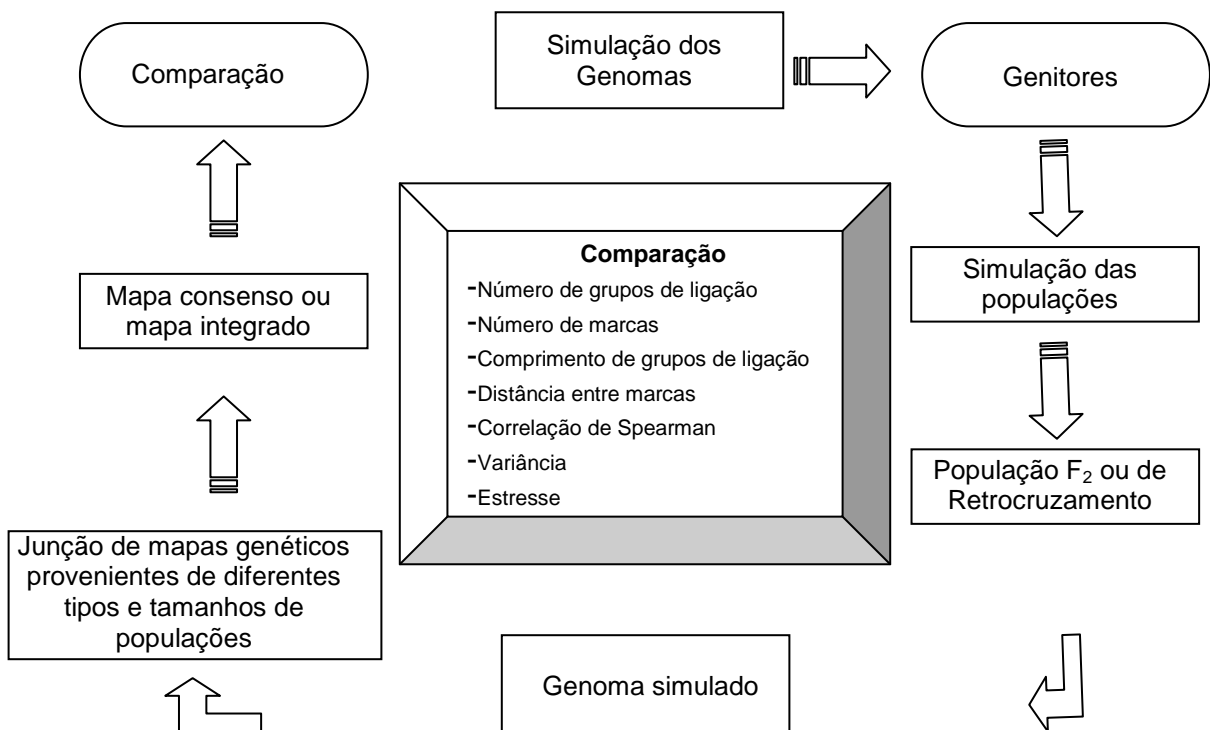 Comparação
Simulação dos
Genomas
Genitores
Comparação
-Número de grupos de ligação
-Número de marcas
-Comprimento de grupos de ligação
-Distância entre marcas
-Correlação de Spearman
-Variância
-Estresse
Simulação das
populações
Mapa consenso ou
mapa integrado
População F₂ ou de
Retrocruzamento
Junção de mapas genéticos
provenientes de diferentes
tipos e tamanhos de
populações
Genoma simulado